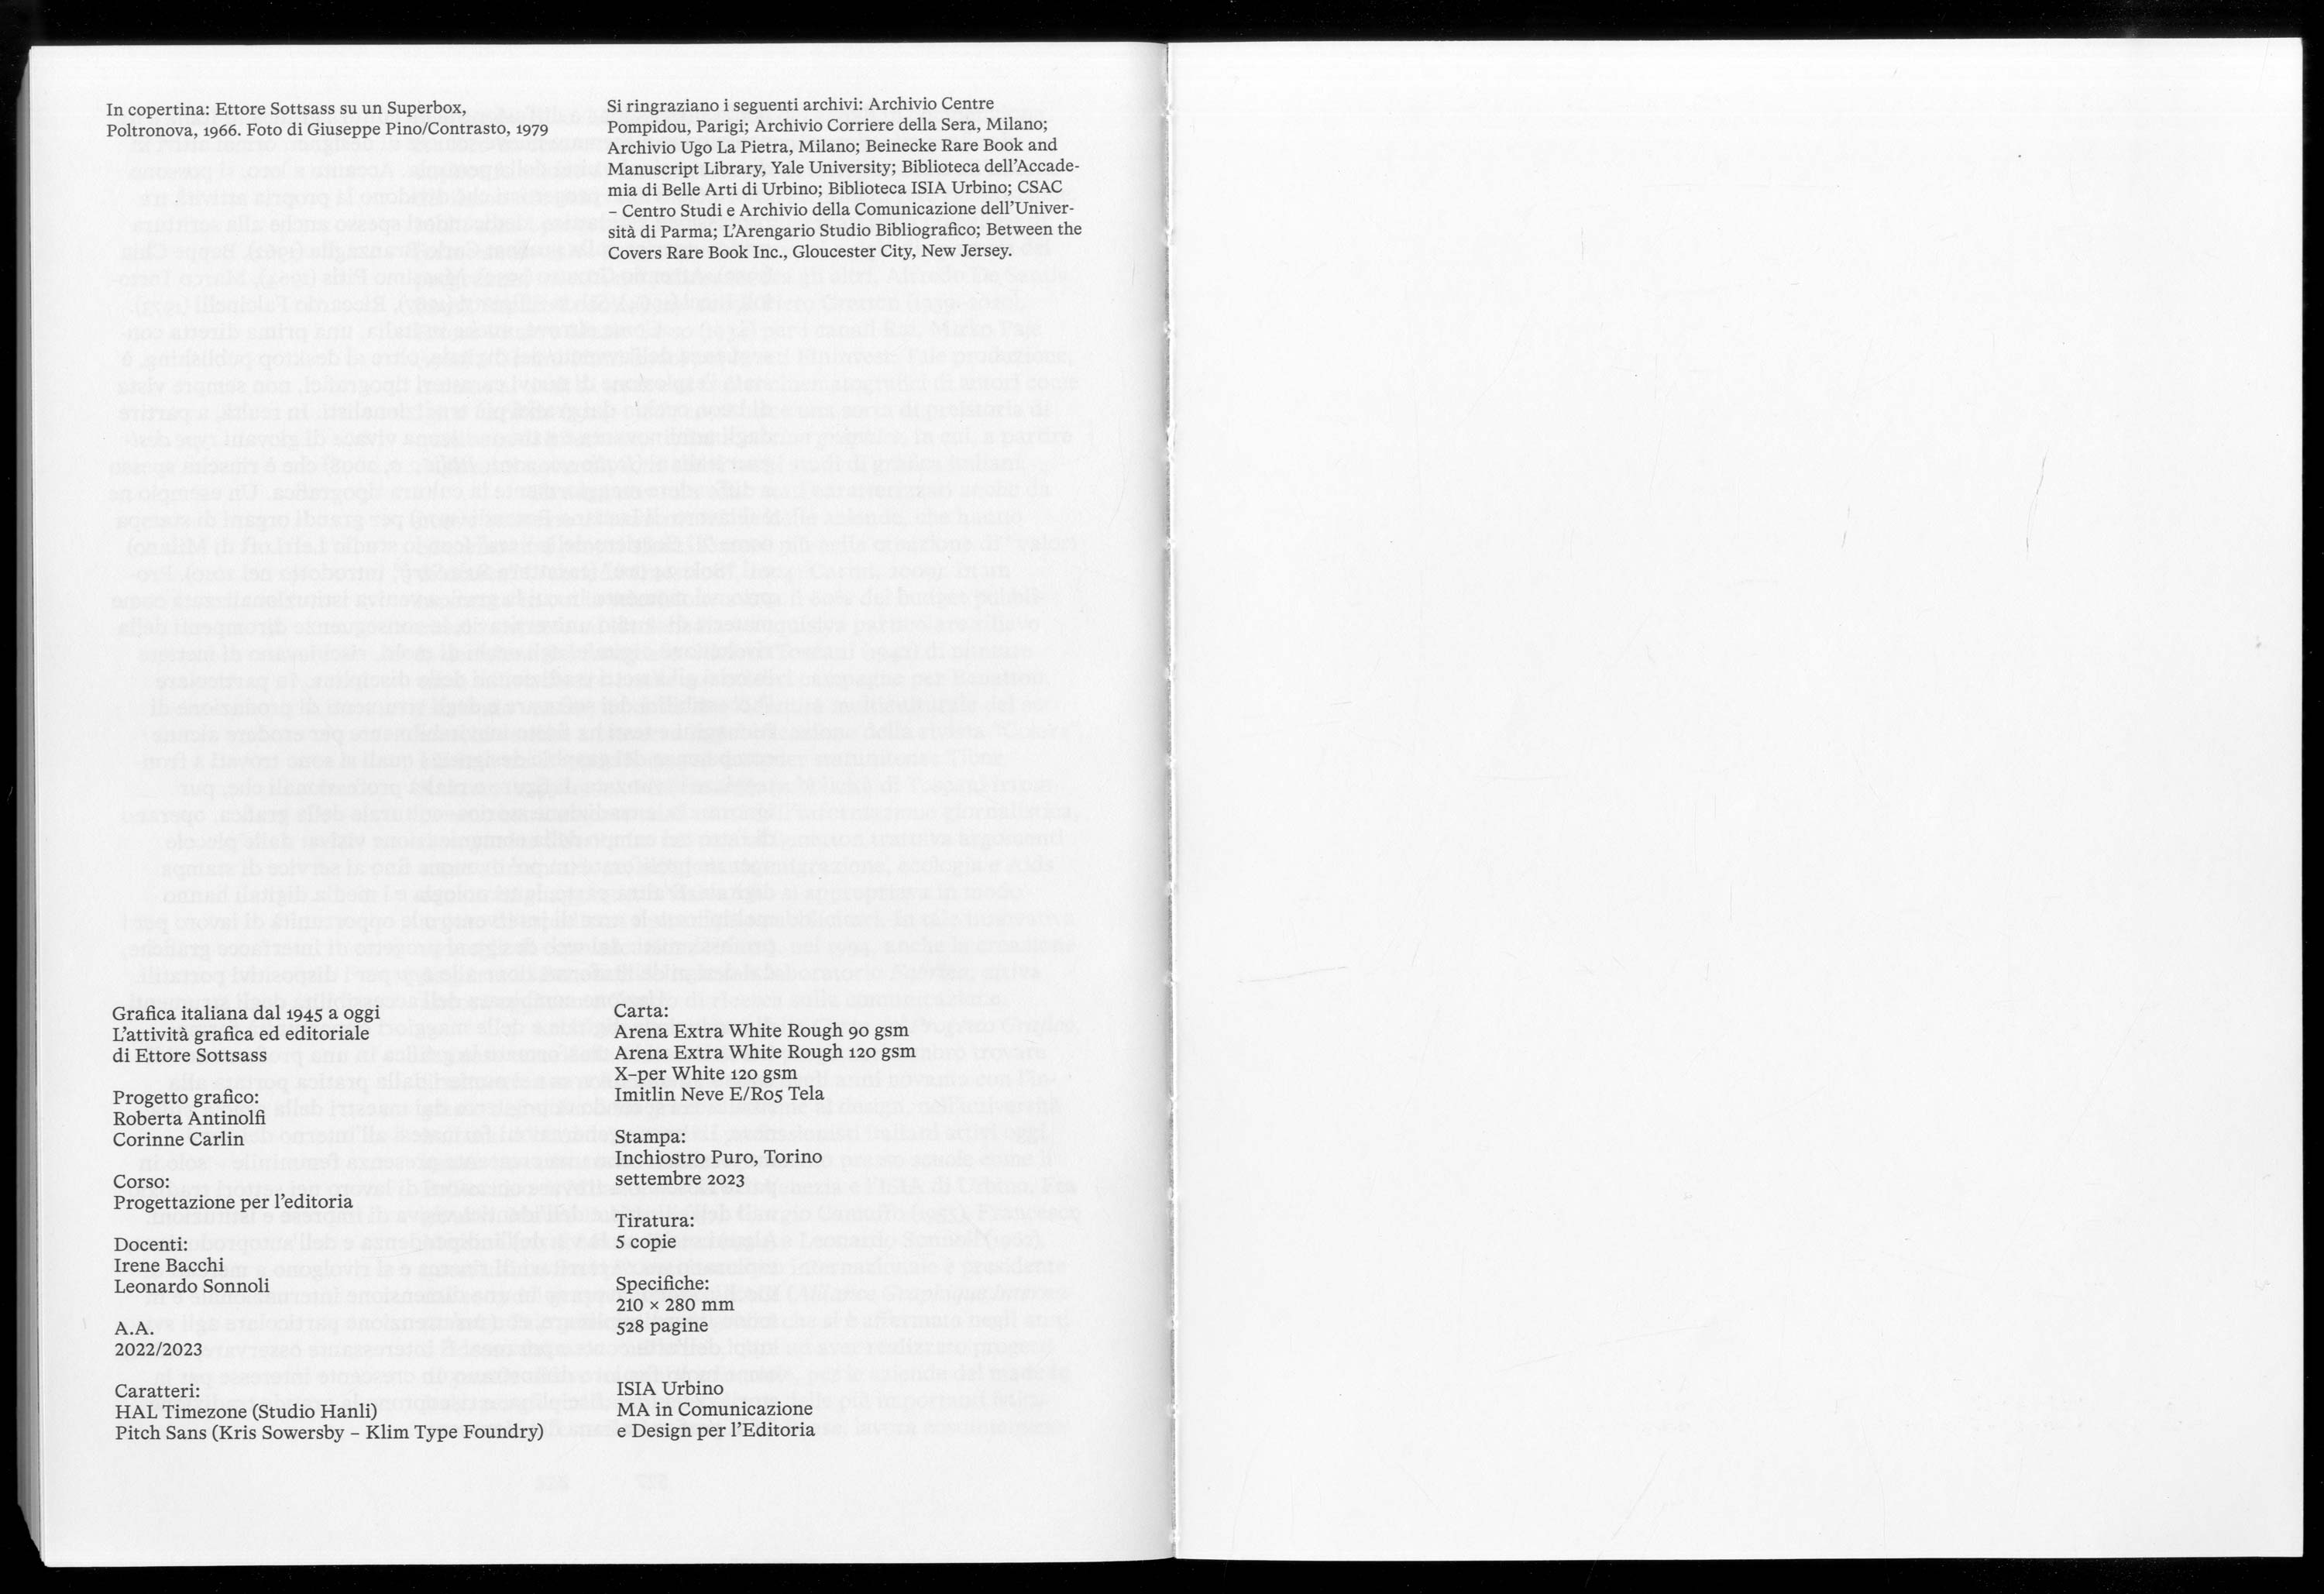 In copertina: Ettore Sottsass su un Superbox,
Poltronova, 1966. Foto di Giuseppe Pino/Contrasto, 1979
Si ringraziano i seguenti archivi: Archivio Centre
Pompidou, Parigi; Archivio Corriere della Sera, Milano;
Archivio Ugo La Pietra, Milano; Beinecke Rare Book and
Manuscript Library, Yale University; Biblioteca dell’Accade-
mia di Belle Arti di Urbino; Biblioteca ISIA Urbino; CSAC
– Centro Studi e Archivio della Comunicazione dell’Univer-
sità di Parma; L’Arengario Studio Bibliografico; Between the
Covers Rare Book Inc., Gloucester City, New Jersey.
Grafica italiana dal 1945 a oggi
L’attività grafica ed editoriale
di Ettore Sottsass
Progetto grafico:
Roberta Antinolfi
Corinne Carlin
Corso:
Progettazione per l’editoria
Docenti:
Irene Bacchi
Leonardo Sonnoli
A.A.
2022/2023
Caratteri:
HAL Timezone (Studio Hanli)
Pitch Sans (Kris Sowersby – Klim Type Foundry)
Carta:
Arena Extra White Rough 90 gsm
Arena Extra White Rough 120 gsm
X–per White 120 gsm
Imitlin Neve E/R05 Tela
Stampa:
Inchiostro Puro, Torino
settembre 2023
Tiratura:
5 copie
Specifiche:
210 × 280 mm
528 pagine
ISIA Urbino
MA in Comunicazione
e Design per l’Editoria